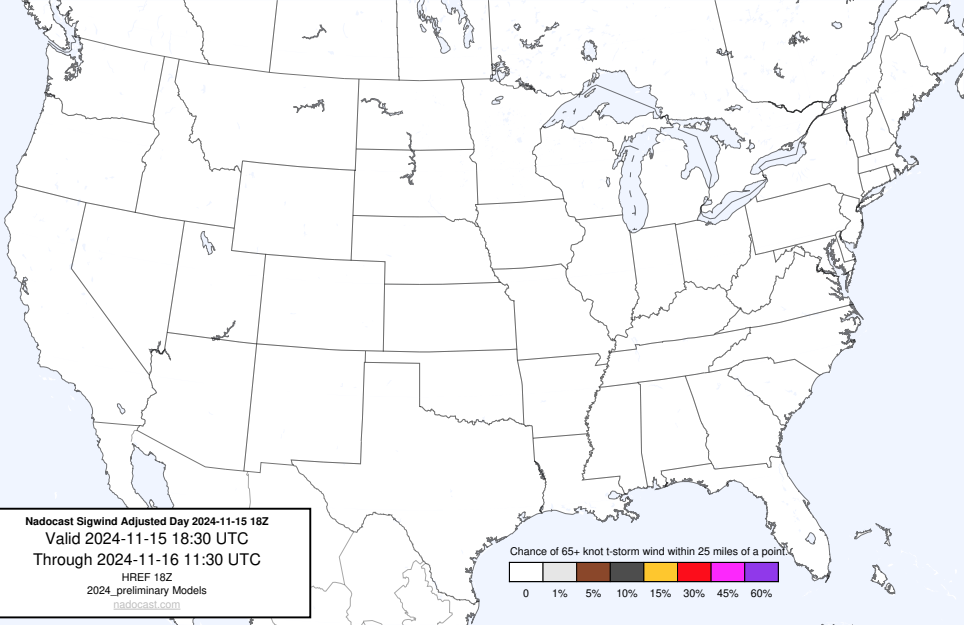 Nadocast Sigwind Adjusted Day 2024-11-15 18Z
Valid 2024-11-15 18:30 UTC
Through 2024-11-16 11:30 UTC
HREF 18Z
2024_preliminary Models
nadocast.com
Chance of 65+ knot t-storm wind within 25 miles of a point.
0 1% 5% 10% 15% 30% 45% 60%